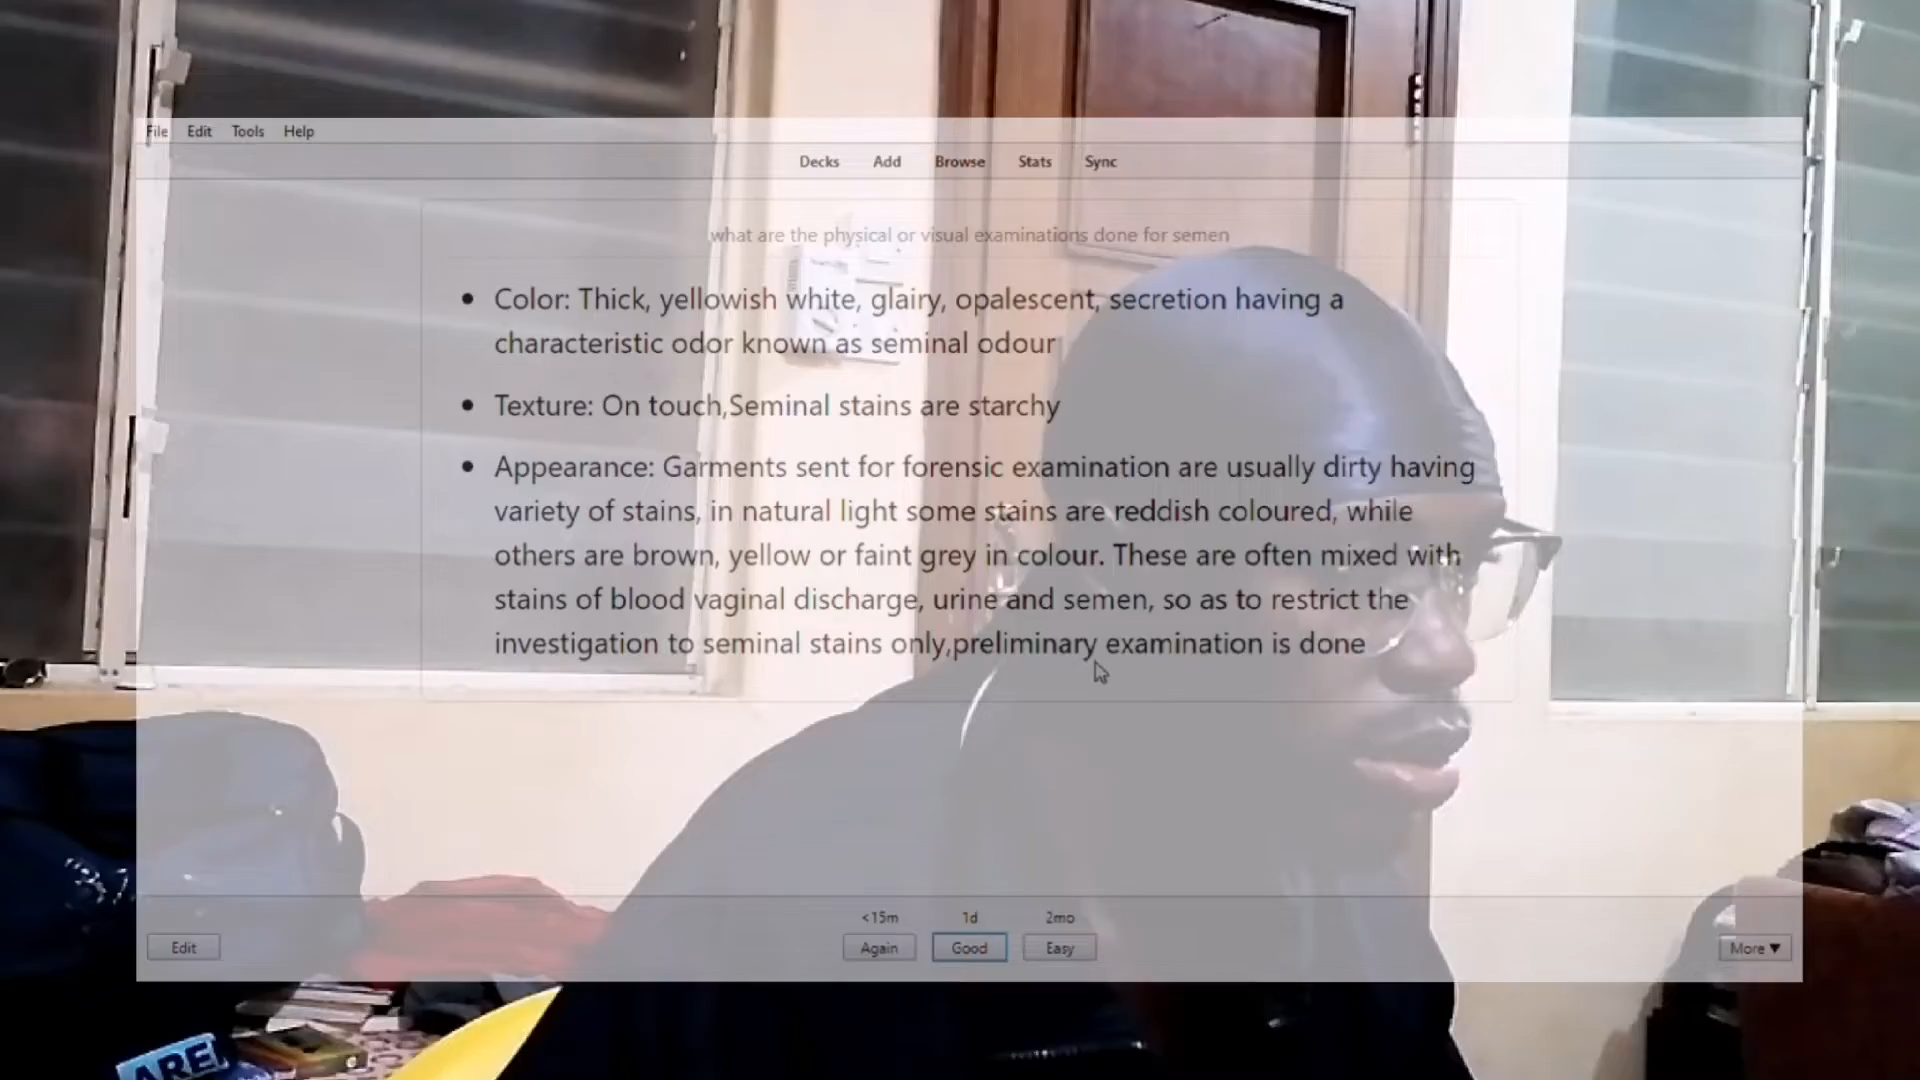 File Edit Tools Help
Decks Add Browse Stats Sync
what are the physical or visual examinations done for semen
• Color: Thick, yellowish white, glairy, opalescent, secretion having a
characteristic odor known as seminal odour
• Texture: On touch,Seminal stains are starchy
• Appearance: Garments sent for forensic examination are usually dirty having
variety of stains, in natural light some stains are reddish coloured, while
others are brown, yellow or faint grey in colour. These are often mixed with
stains of blood vaginal discharge, urine and semen, so as to restrict the
investigation to seminal stains only,preliminary examination is done
<15m 1d 2mo
Edit Again Good Easy More ▼
ARE